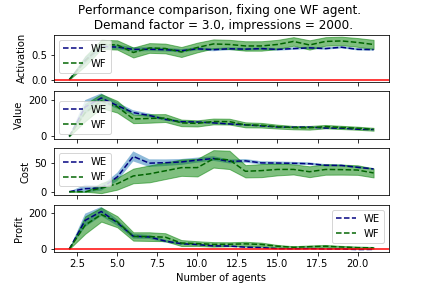 Performance comparison, fixing one WF agent.
Demand factor = 3.0, impressions = 2000.
Activation
0.5
0.0
WE
WF
Value
200
0
WE
WF
Cost
50
0
WE
WF
Profit
200
0
WE
WF
2.5 5.0 7.5 10.0 12.5 15.0 17.5 20.0
Number of agents